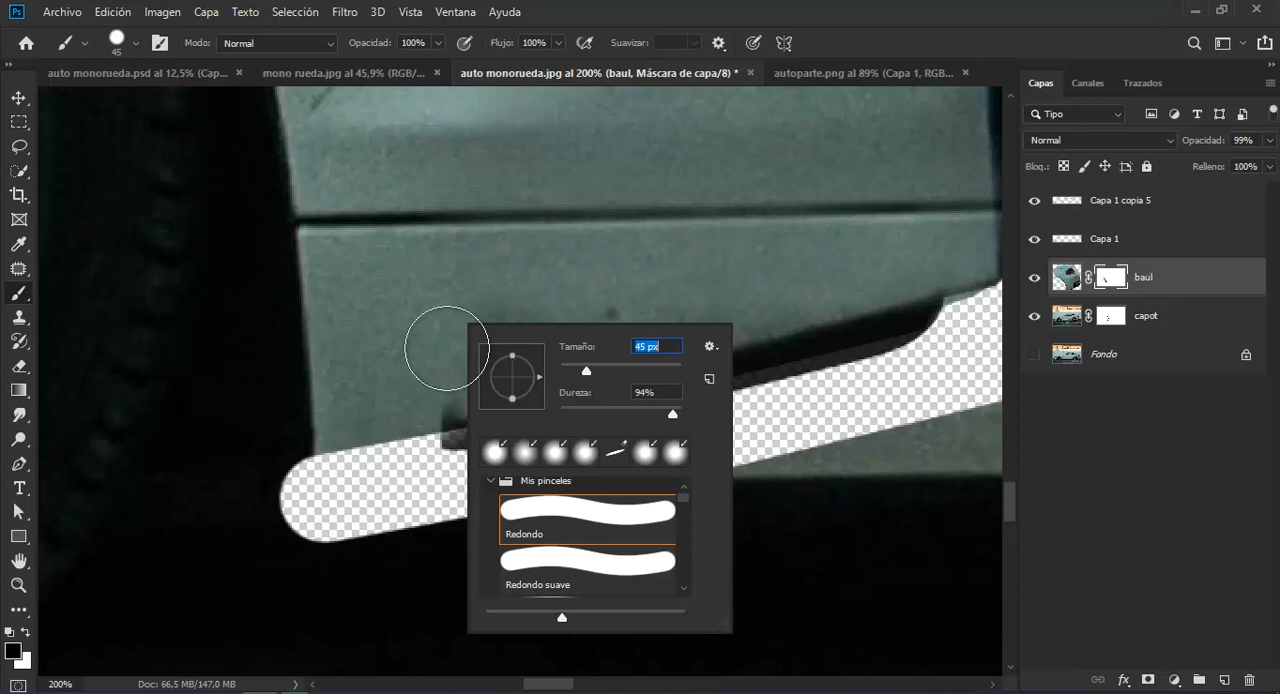 Ps Archivo Edición Imagen Capa Texto Selección Filtro 3D Vista Ventana Ayuda
45 Modo: Normal Opacidad: 100% Flujo: 100% Suavizar:
auto monorueda.psd al 12,5% (Cap... × mono rueda.jpg al 45,9% (RGB/... × auto monorueda.jpg al 200% (baul, Máscara de capa/8) * × autoparte.png al 89% (Capa 1, RGB... ×
Capas Canales Trazados
Tipo
Normal Opacidad: 99%
Bloq.: Relleno: 100%
Capa 1 copia 5
Capa 1
baul
capot
Fondo
Tamaño: 45 px
Dureza: 94%
Mis pinceles
Redondo
Redondo suave
200% Doc: 66,5 MB/147,0 MB